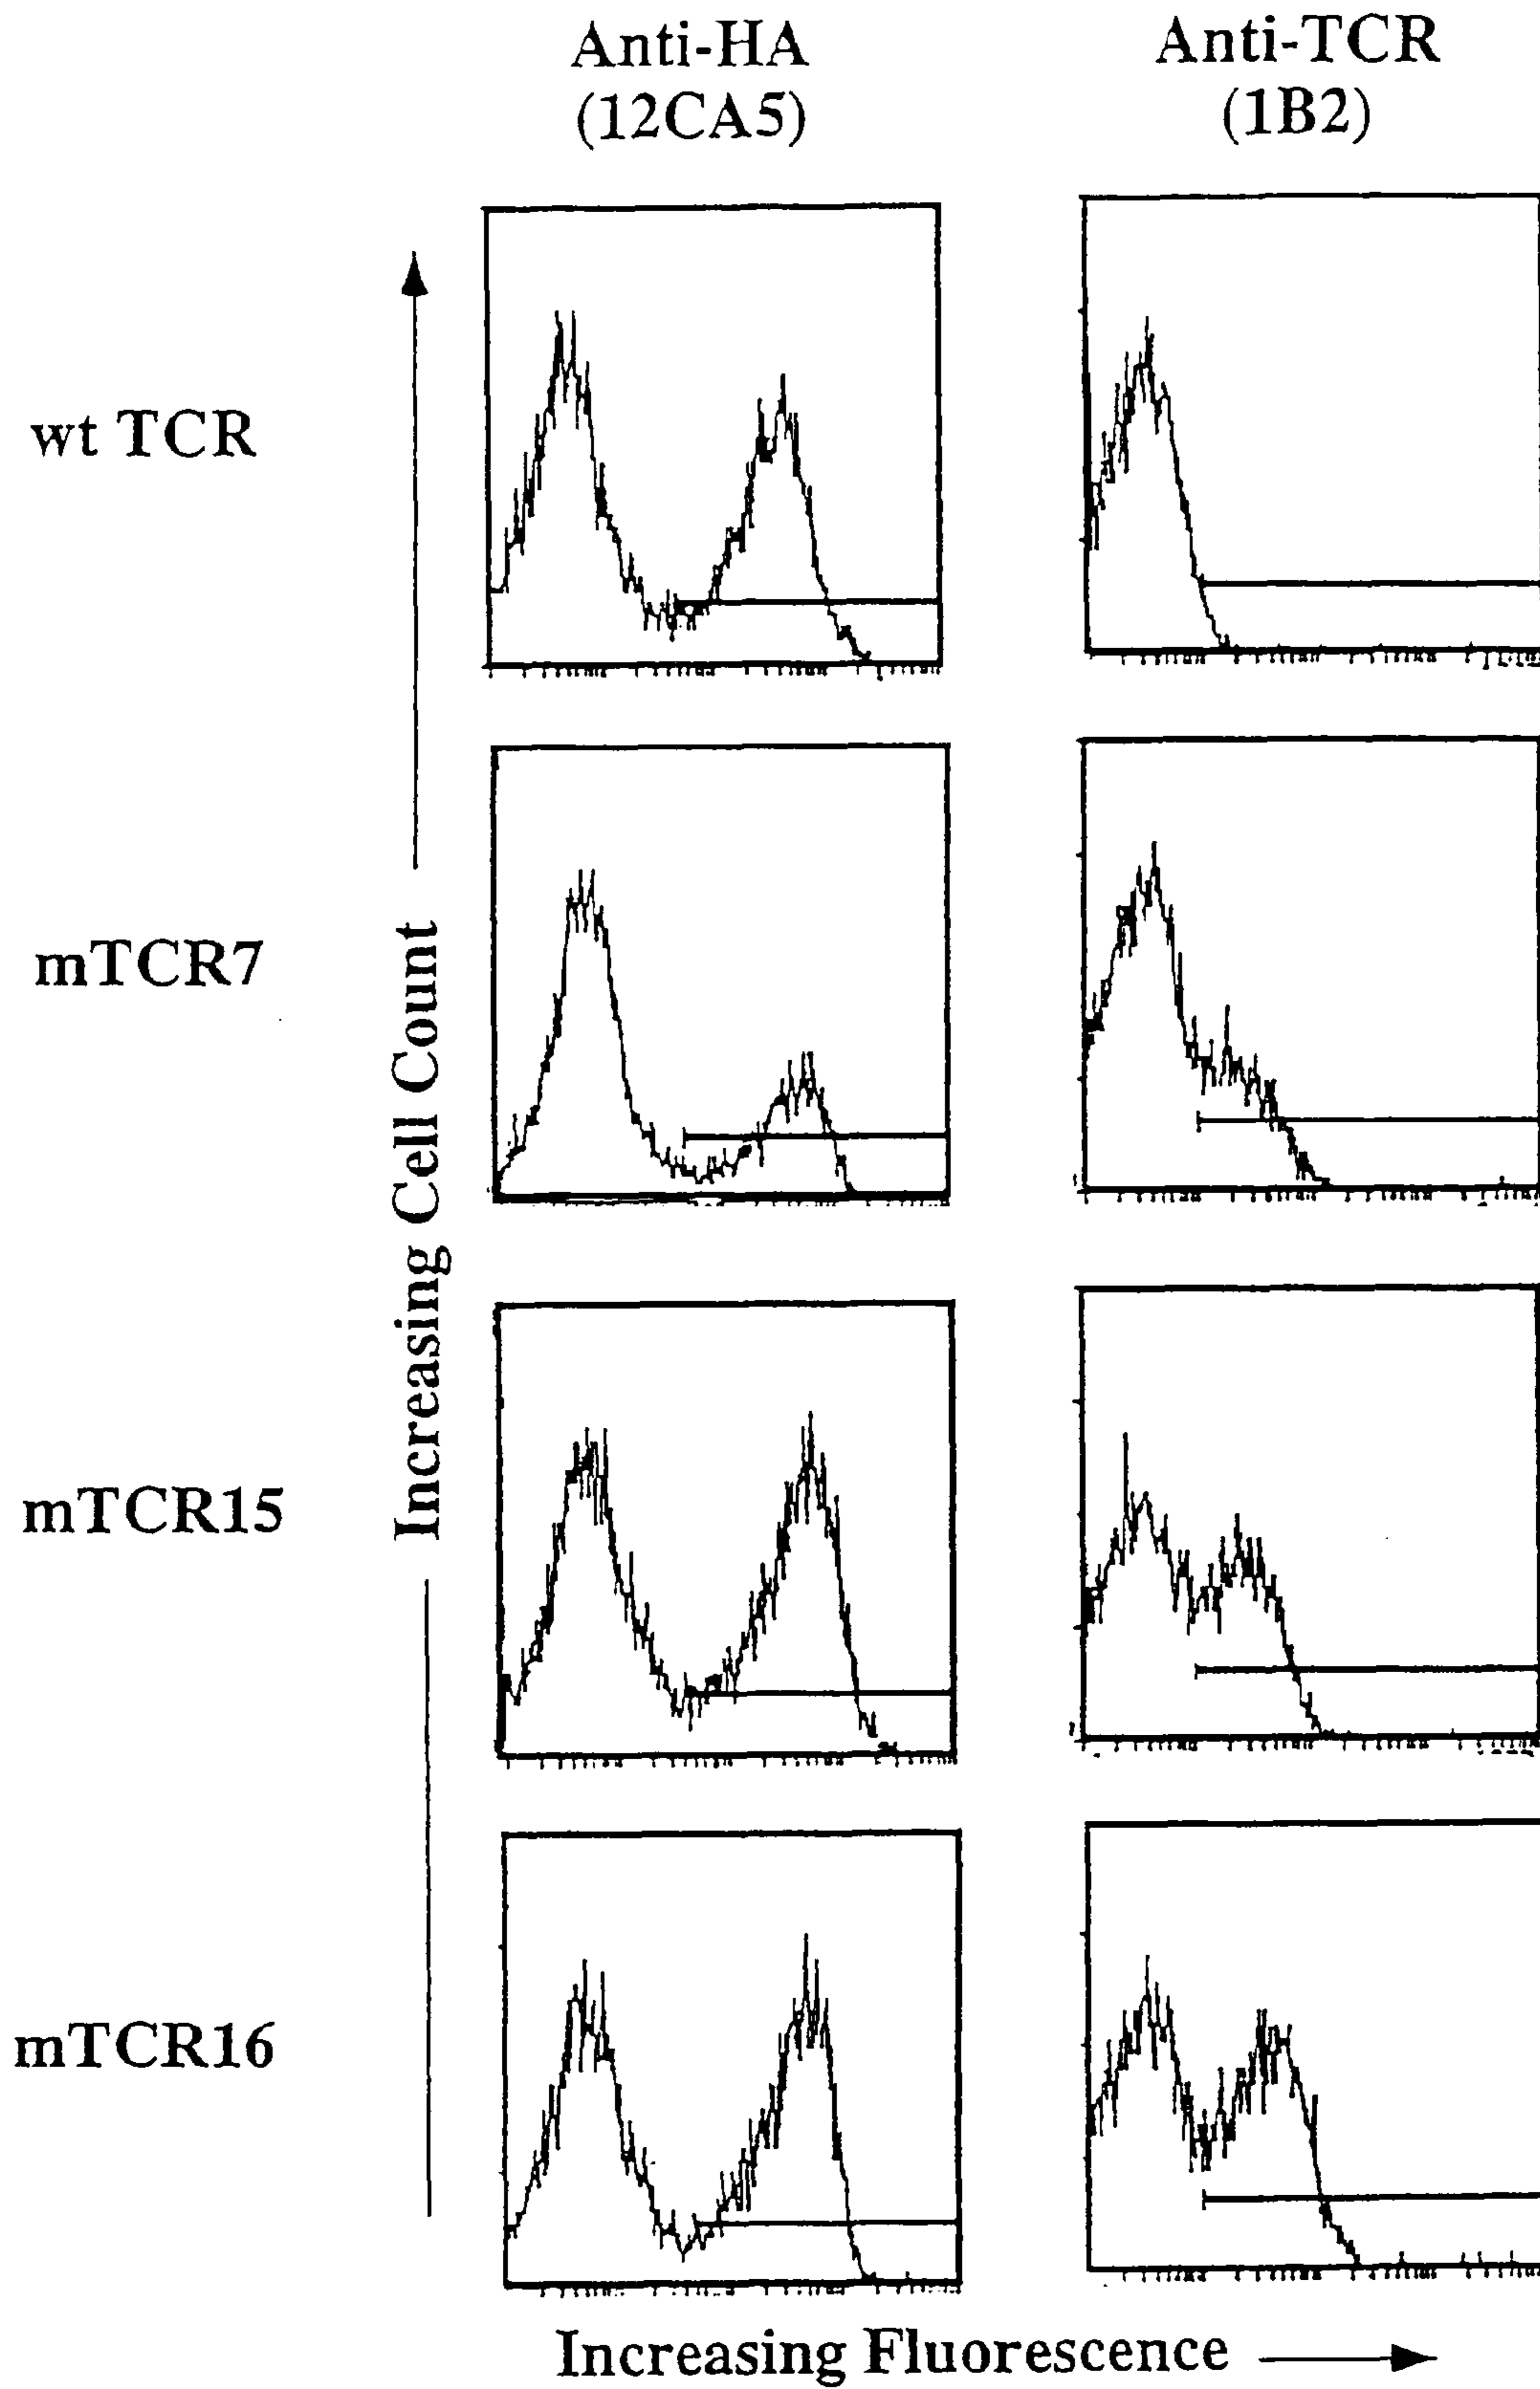 Anti-HA
(12CA5)
Anti-TCR
(1B2)
wt TCR
mTCR7
mTCR15
mTCR16
Increasing Cell Count
Increasing Fluorescence